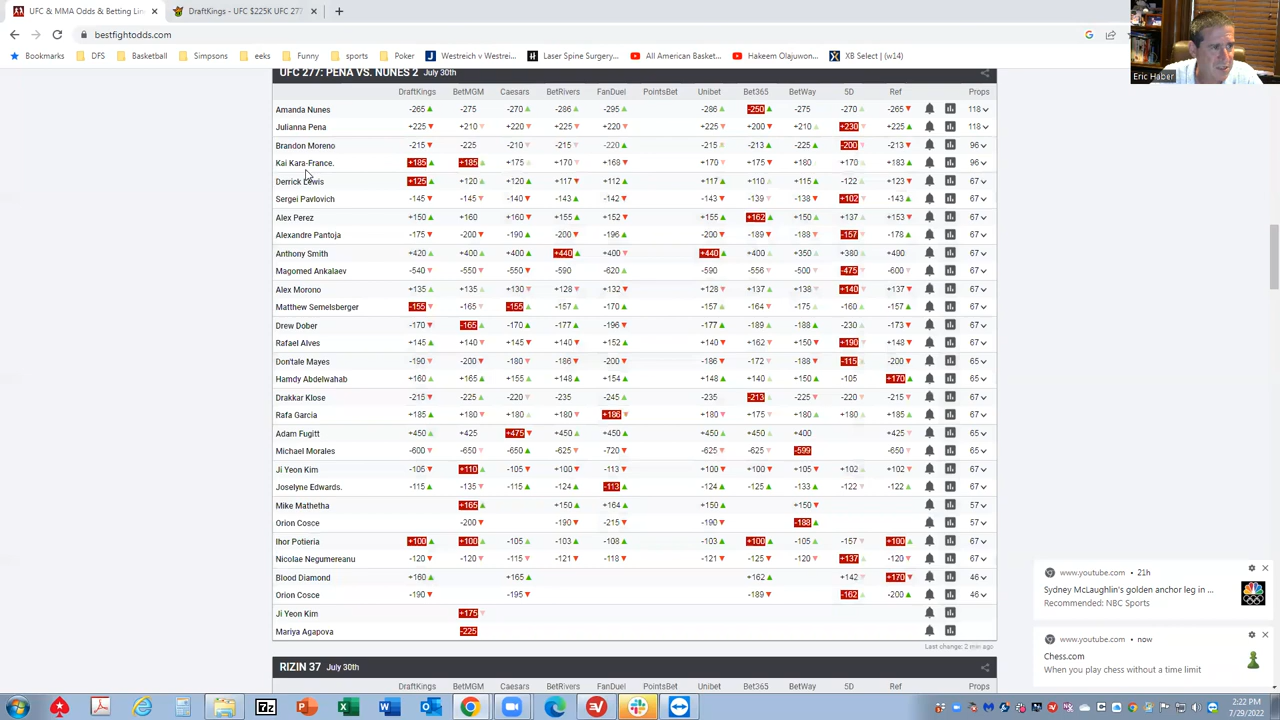 UFC & MMA Odds & Betting Lin ×
DraftKings - UFC $225K UFC 277 × +
bestfightodds.com
Bookmarks DFS Basketball Simpsons eeks Funny sports Poker Westreich v Westrei... Laser Spine Surgery... All American Basket... Hakeem Olajuwon... XB Select | (w14)
Eric Haber
UFC 277: PENA VS. NUNES 2 July 30th
DraftKings BetMGM Caesars BetRivers FanDuel PointsBet Unibet Bet365 BetWay 5D Ref Props
Amanda Nunes -265▲ -275 -270▲ -286▲ -295▲ -286▲ -250▲ -275 -270▲ -265▼ 118
Julianna Pena +225▼ +210▼ +220▼ +225▼ +220▼ +225▼ +200▼ +210▲ +230▼ +225▲ 118
Brandon Moreno -215▼ -225 -210▼ -215▼ -220▲ -215▼ -213▲ -225▲ -200▼ -213▼ 96
Kai Kara-France. +185▲ +185▲ +175▲ +170▼ +168▼ +170▼ +175▼ +180 +170▲ +183▲ 96
Derrick Lewis +125▲ +120▲ +120▲ +117▼ +112▲ +117▲ +110▲ +115▲ -122▲ +123▼ 67
Sergei Pavlovich -145▼ -145▼ -140▼ -143▲ -142▼ -143▲ -139▼ -138▼ +102▼ -143▲ 67
Alex Perez +150▲ +160 +155▼ +155▲ +152▼ +155▲ +162▲ +150▲ +137▲ +153▼ 67
Alexandre Pantoja -175▼ -200▼ -190▲ -200▼ -196▲ -200▼ -189▼ -188▼ -157▼ -178▲ 67
Anthony Smith +420▲ +400▲ +400▲ +440▲ +400▼ +440▲ +400▲ +350▲ +380▲ +400 67
Magomed Ankalaev -540▼ -550▼ -550▼ -590 -620▲ -590 -556▼ -500▼ -475▼ -600▼ 67
Alex Morono +135▲ +135▲ +130▼ +128▼ +132▼ +128▼ +137▲ +138▼ +140▼ +137▼ 67
Matthew Semelsberger -155▼ -165▼ -155▲ -157▲ -170▲ -157▲ -164▼ -175▲ -160▲ -157▲ 67
Drew Dober -170▼ -165▲ -170▲ -177▲ -196▼ -177▲ -189▲ -188▲ -230▲ -173▼ 67
Rafael Alves +145▲ +140▼ +145▼ +140▼ +152▲ +140▼ +162▼ +150▼ +190▼ +148▼ 67
Don'tale Mayes -190▼ -200▼ -180▼ -186▼ -200▼ -186▼ -172▼ -188▼ -115▲ -200▼ 65
Hamdy Abdelwahab +160▲ +165▲ +155▲ +148▲ +154▲ +148▲ +140▲ +150▲ -105 +170▲ 67
Drakkar Klose -215▼ -225▲ -220▼ -235 -245▲ -235 -213▲ -225▼ -220▼ -215▼ 67
Rafa Garcia +185▲ +180▼ +180▲ +180▼ +186▼ +180▼ +175▼ +180▲ +180▲ +185▲ 67
Adam Fugitt +450▲ +425 +475▼ +450▲ +450▲ +450▲ +450▲ +400 +425▼ 65
Michael Morales -600▼ -650▼ -650▲ -625▼ -720▼ -625▼ -625▼ -599 -650▼ 65
Ji Yeon Kim -105▼ +110▲ -105▼ +100▼ -113▼ +100▼ +100▼ -105▼ +102▲ +102▼ 67
Joselyne Edwards. -115▲ -135▼ -115▲ -124▲ -113▲ -124▲ -125▲ -133▲ -122▲ -122▲ 67
Mike Mathetha +165▲ +150▲ +164▲ +150▲ +150▼ 57
Orion Cosce -200▼ -190▼ -215▼ -190▼ -188▲ 57
Ihor Potieria +100▲ +100▲ -105▲ -103▲ -108▲ -103▲ +100▲ -105▲ -157▼ +100▲ 67
Nicolae Negumereanu -120▼ -120▼ -115▼ -121▼ -118▼ -121▼ -125▼ -120▼ +137▲ -120▼ 67
Blood Diamond +160▲ +165▲ +162▲ +142▼ +170▼ 46
Orion Cosce -190▼ -195▼ -189▼ -162▲ -200▲ 46
Ji Yeon Kim +175▼
Mariya Agapova -225
Last change: 2 min ago
RIZIN 37 July 30th
DraftKings BetMGM Caesars BetRivers FanDuel PointsBet Unibet Bet365 BetWay 5D Ref Props
www.youtube.com • 21h
Sydney McLaughlin's golden anchor leg in ...
Recommended: NBC Sports
www.youtube.com • now
Chess.com
When you play chess without a time limit
2:22 PM
7/29/2022